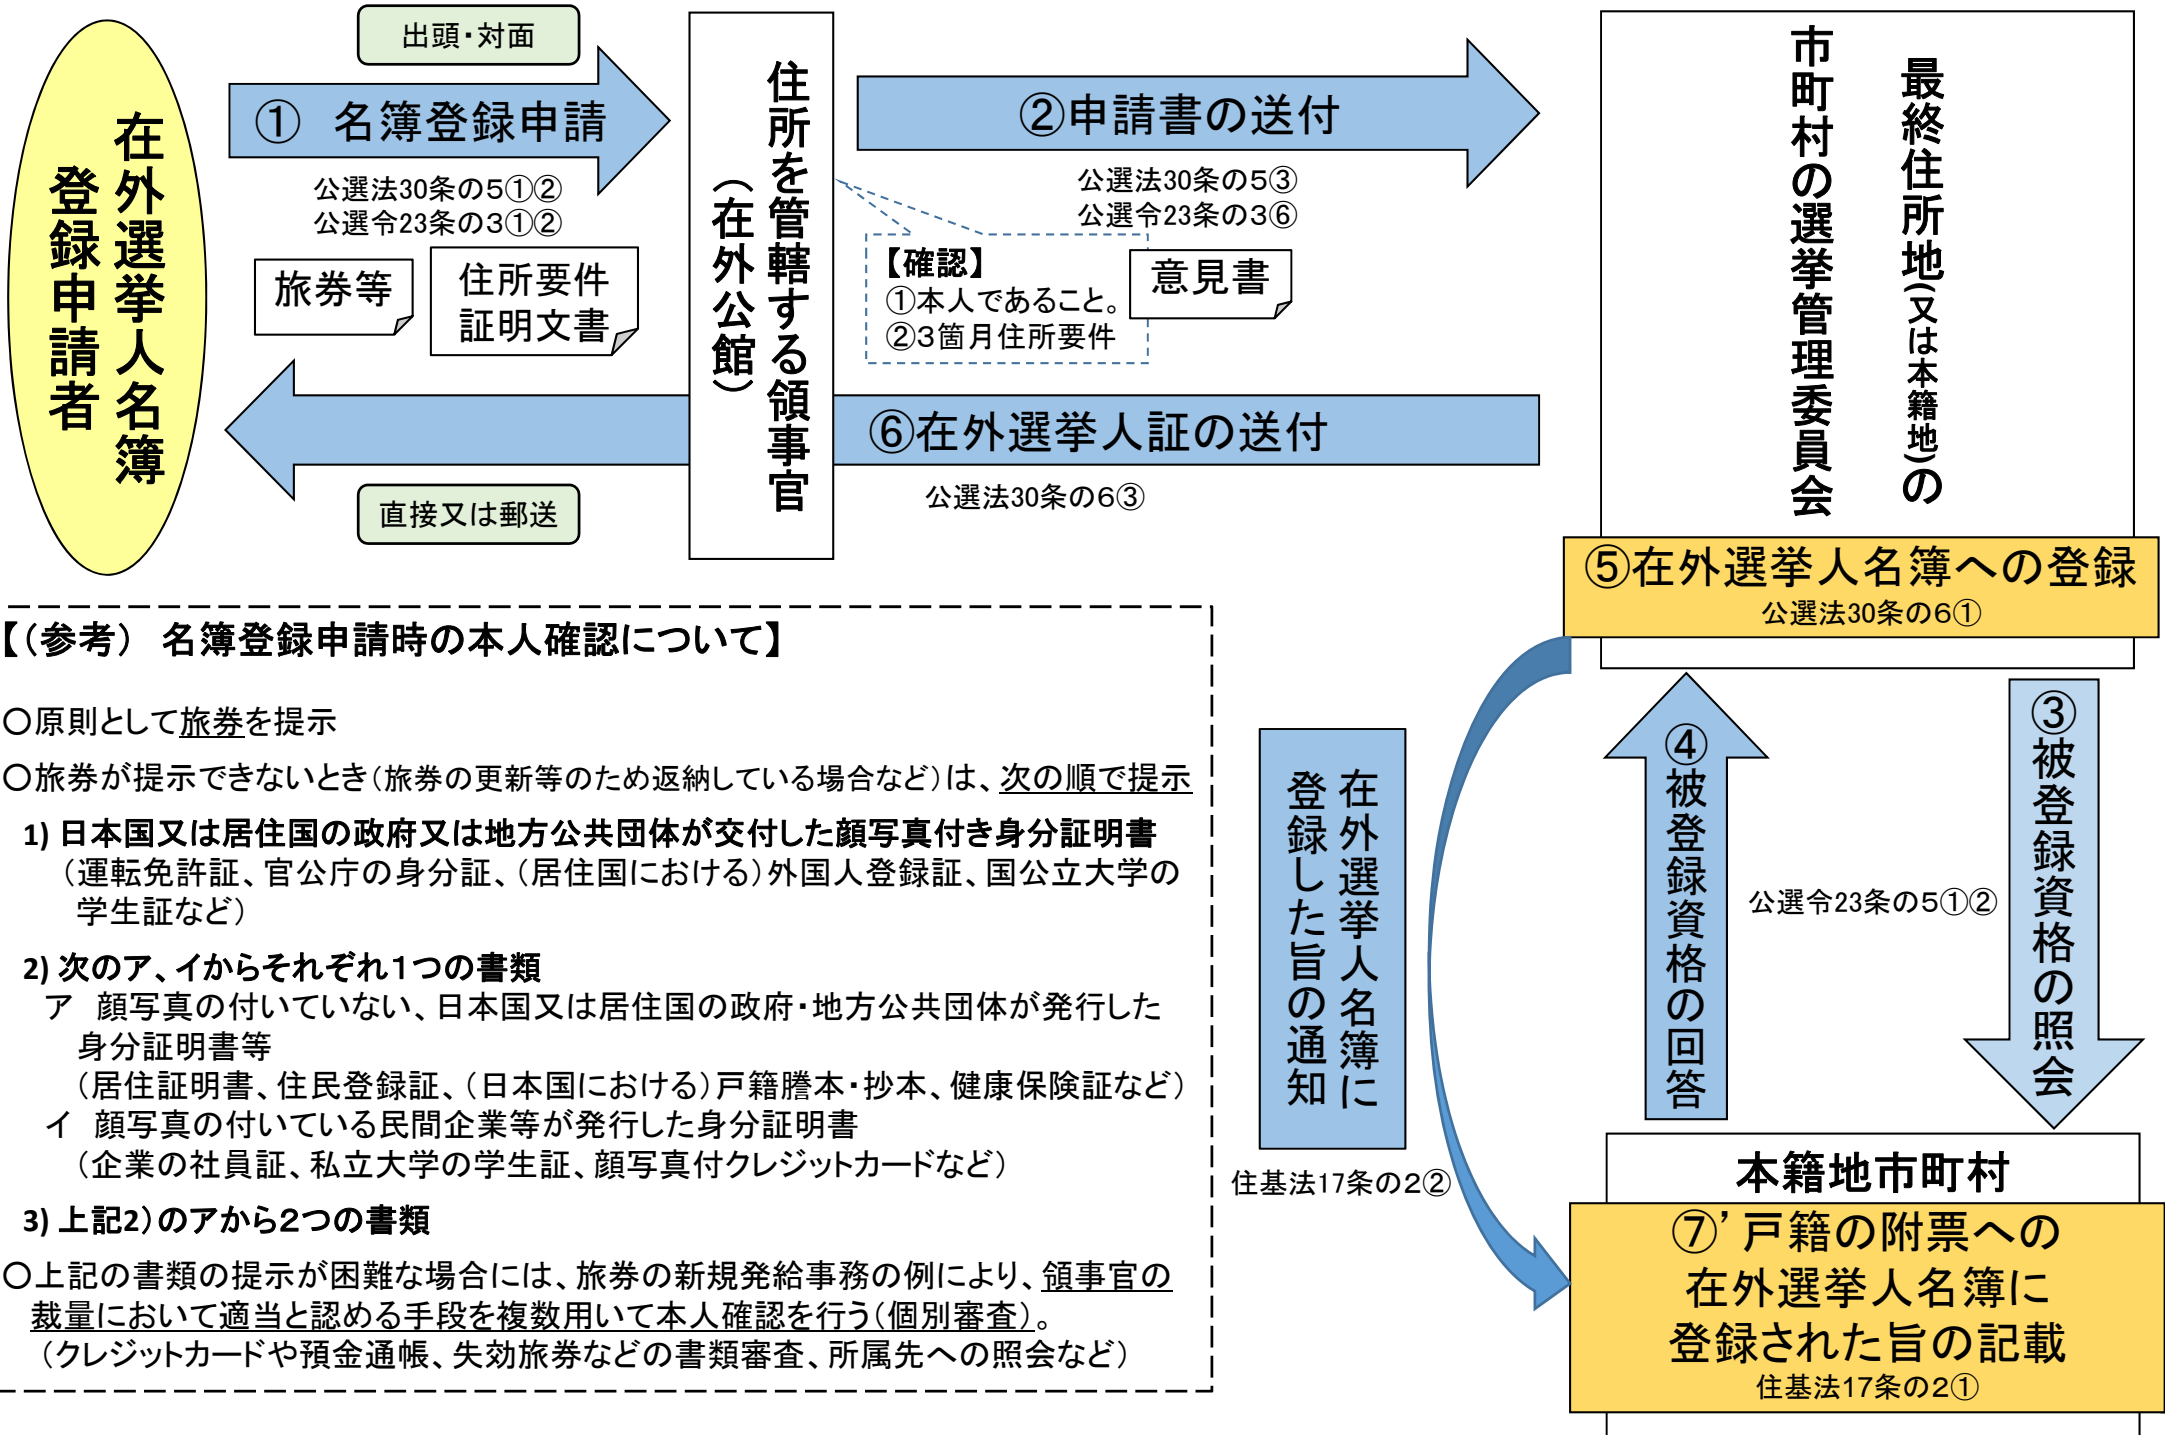 在外選挙人名簿
登録申請者
出頭・対面
① 名簿登録申請
公選法30条の5①②
公選令23条の3①②
旅券等
住所要件
証明文書
住所を管轄する領事官
（在外公館）
②申請書の送付
公選法30条の5③
公選令23条の3⑥
【確認】
①本人であること。
②3箇月住所要件
意見書
⑥在外選挙人証の送付
公選法30条の6③
直接又は郵送
最終住所地(又は本籍地)の
市町村の選挙管理委員会
⑤在外選挙人名簿への登録
公選法30条の6①
③被登録資格の照会
④被登録資格の回答
公選令23条の5①②
在外選挙人名簿に
登録した旨の通知
住基法17条の2②
本籍地市町村
⑦’戸籍の附票への
在外選挙人名簿に
登録された旨の記載
住基法17条の2①
【（参考） 名簿登録申請時の本人確認について】
○原則として旅券を提示
○旅券が提示できないとき（旅券の更新等のため返納している場合など）は、次の順で提示
1) 日本国又は居住国の政府又は地方公共団体が交付した顔写真付き身分証明書
（運転免許証、官公庁の身分証、（居住国における）外国人登録証、国公立大学の
学生証など）
2) 次のア、イからそれぞれ１つの書類
ア 顔写真の付いていない、日本国又は居住国の政府・地方公共団体が発行した
身分証明書等
（居住証明書、住民登録証、（日本国における）戸籍謄本・抄本、健康保険証など）
イ 顔写真の付いている民間企業等が発行した身分証明書
（企業の社員証、私立大学の学生証、顔写真付クレジットカードなど）
3) 上記2）のアから２つの書類
○上記の書類の提示が困難な場合には、旅券の新規発給事務の例により、領事官の
裁量において適当と認める手段を複数用いて本人確認を行う（個別審査）。
（クレジットカードや預金通帳、失効旅券などの書類審査、所属先への照会など）